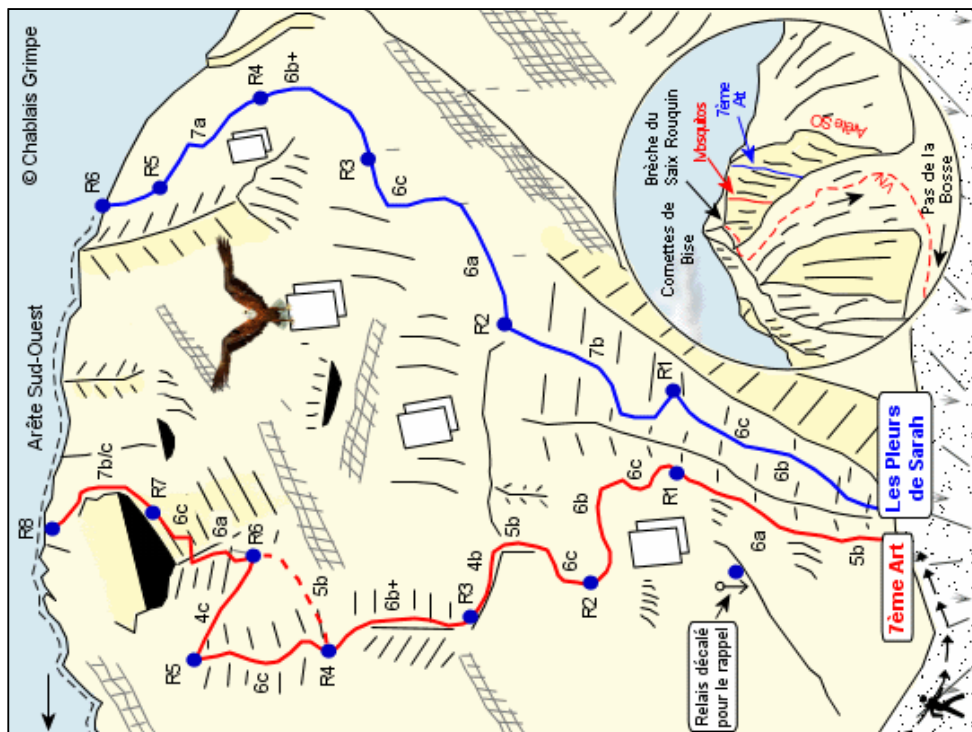 © Chablais Grimpe
Arête Sud-Ouest
R8
7b/c
R7
6c
6a
R6
4c
R5
5b
6c
R4
6b+
R3
4b
5b
6c
R2
6b
6c
R1
6a
5b
7ème Art
Relais décalé
pour le rappel
R6
R5
7a
R4
6b+
R3
6c
6a
R2
7b
R1
6c
6b
Les Pleurs
de Sarah
Brèche du
Saix Rouquin
Mosquitos
7ème
Art
Arête SO
Cornettes de
Bise
VN
Pas de la
Bosse